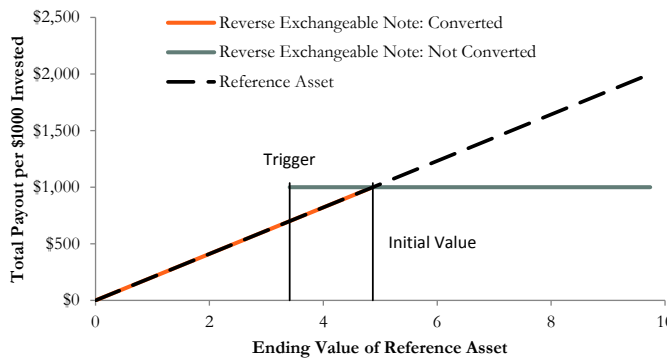 $2,500
$2,000
$1,500
$1,000
$500
$0
Total Payout per $1000 Invested
Reverse Exchangeable Note: Converted
Reverse Exchangeable Note: Not Converted
Reference Asset
Trigger
Initial Value
0 2 4 6 8 10
Ending Value of Reference Asset